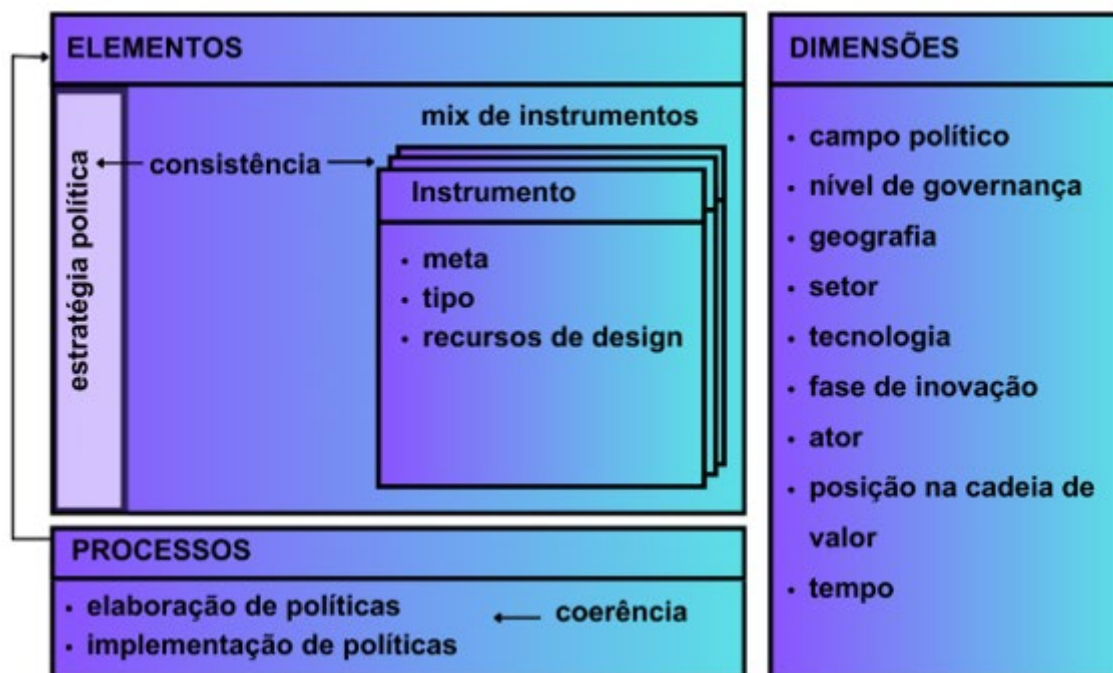 ELEMENTOS
estratégia política
consistência
mix de instrumentos
Instrumento
• meta
• tipo
• recursos de design
PROCESSOS
• elaboração de políticas
• implementação de políticas
coerência
DIMENSÕES
• campo político
• nível de governança
• geografia
• setor
• tecnologia
• fase de inovação
• ator
• posição na cadeia de
valor
• tempo